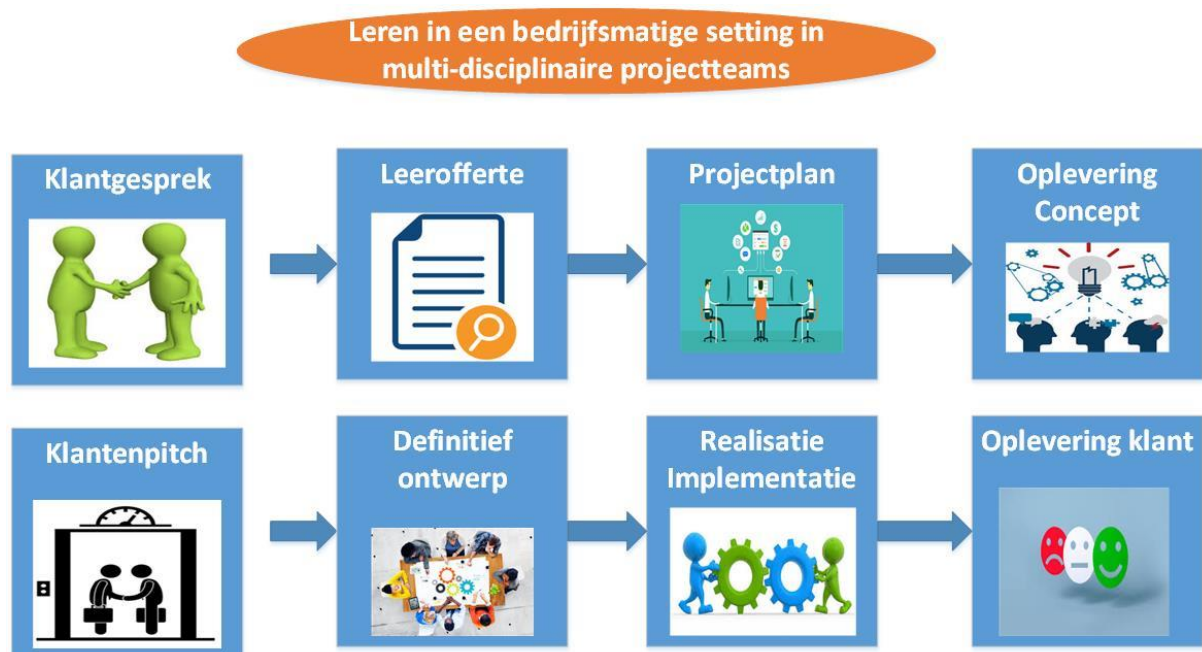 Leren in een bedrijfsmatige setting in
multi-disciplinaire projectteams
Klantgesprek
Leerofferte
Projectplan
Oplevering
Concept
Klantenpitch
Definitief
ontwerp
Realisatie
Implementatie
Oplevering klant